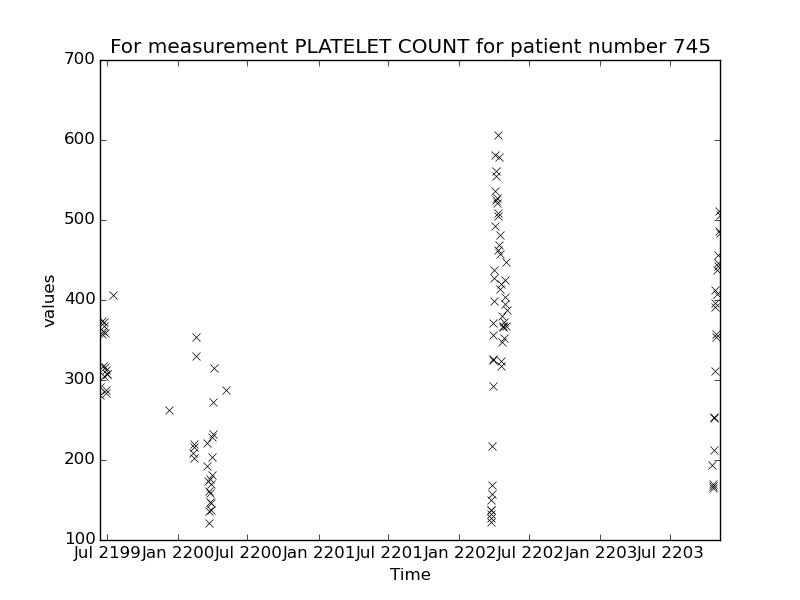 For measurement PLATELET COUNT for patient number 745
700
600
500
400
300
200
100
values
Jul 2199 Jan 2200 Jul 2200 Jan 2201 Jul 2201 Jan 2202 Jul 2202 Jan 2203 Jul 2203
Time